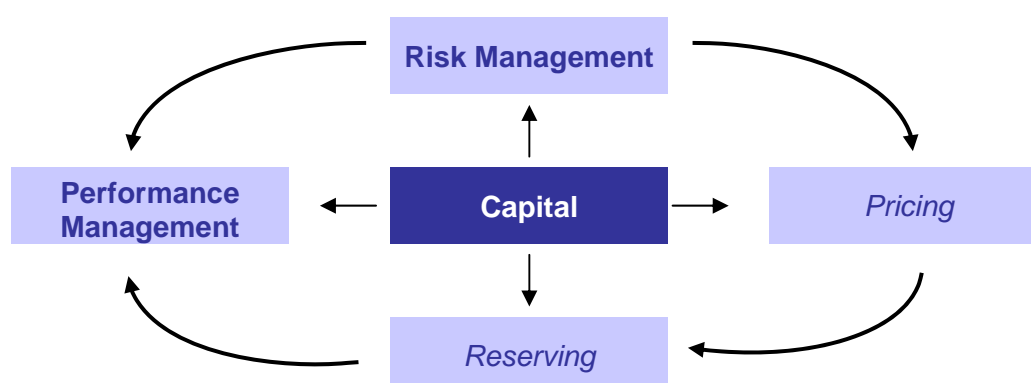 Risk Management
Performance
Management
Capital
Pricing
Reserving